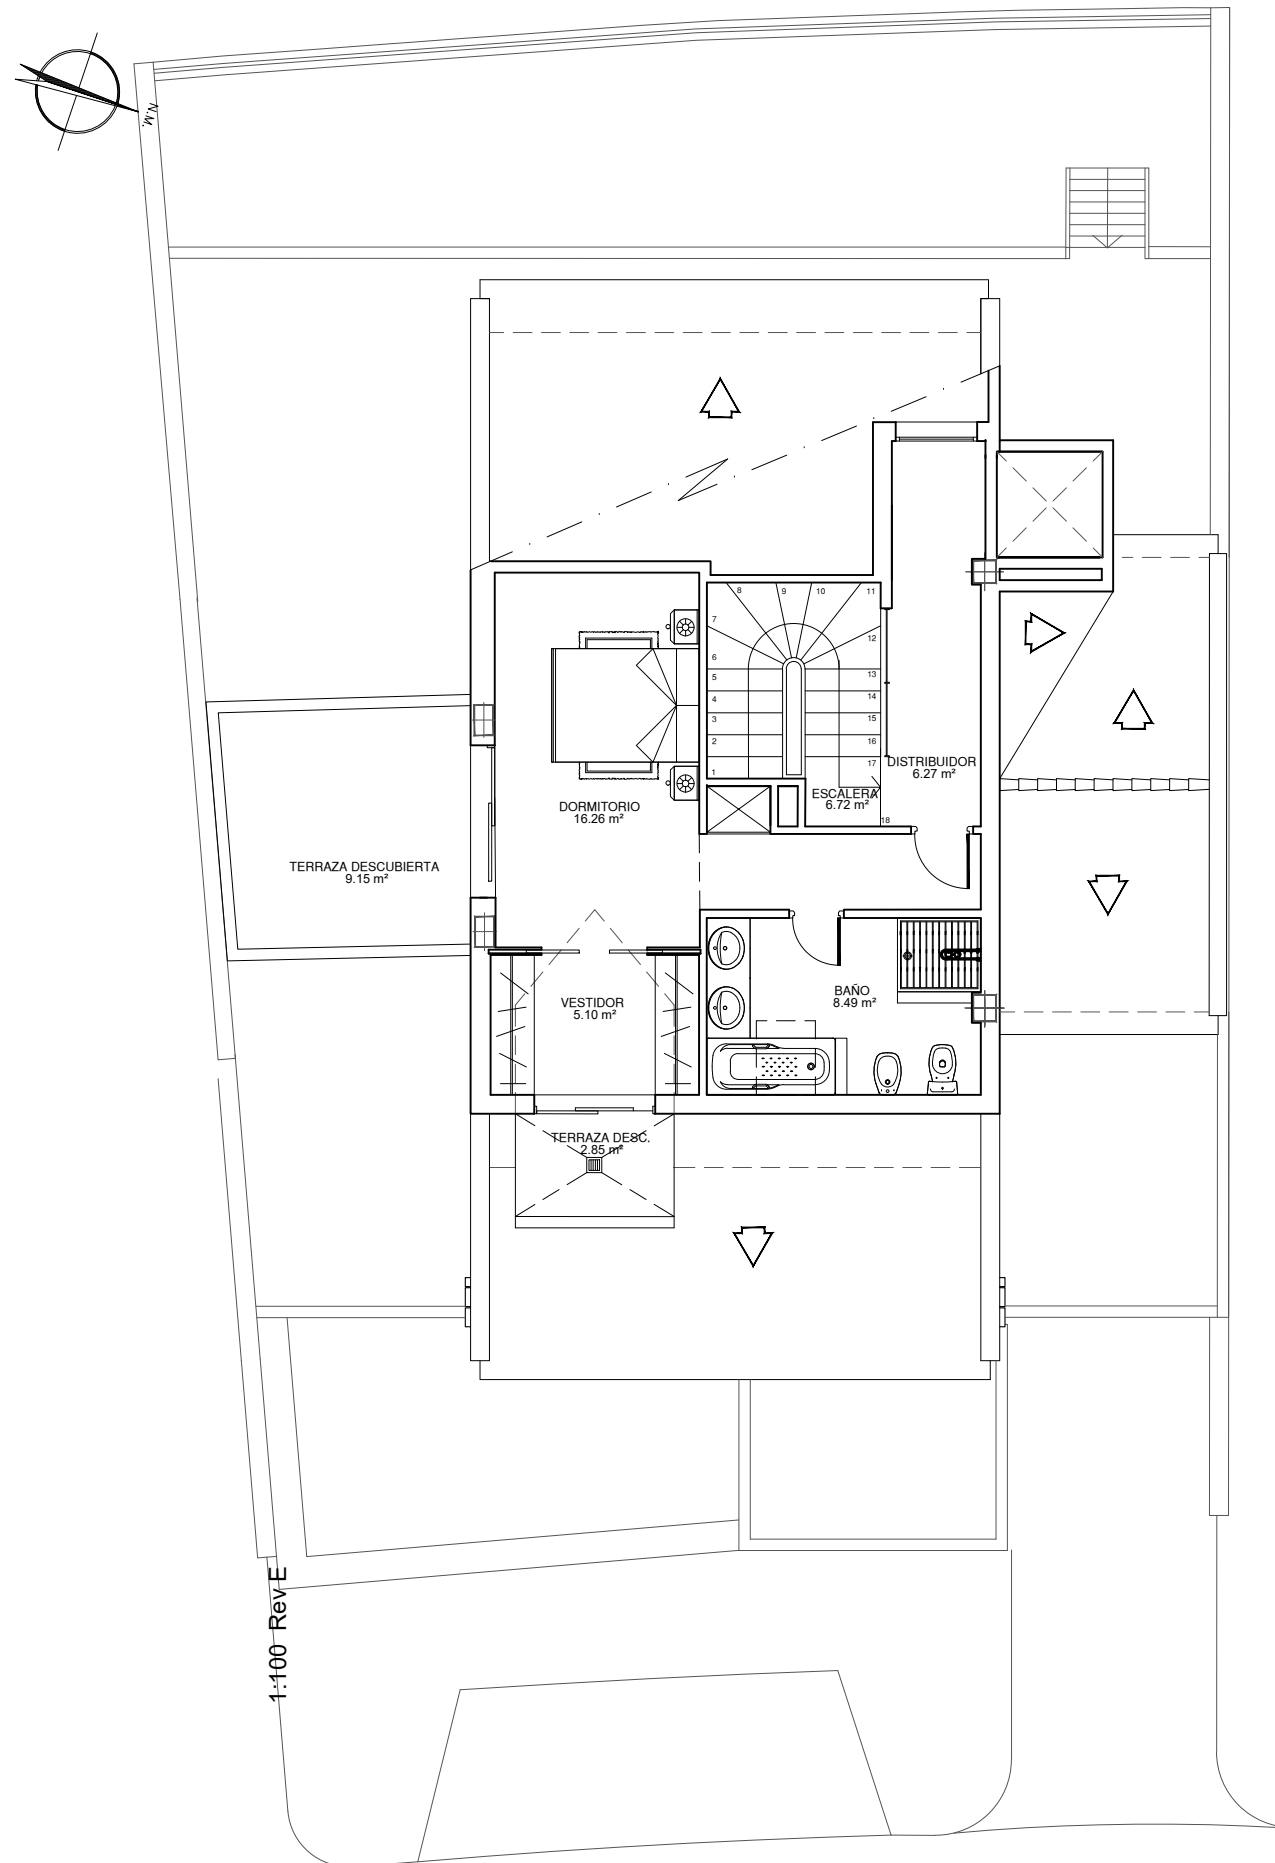 N.M.
8
9
10
11
7
12
6
13
5
14
4
15
3
16
2
17
1
18
DISTRIBUIDOR
6.27 m²
ESCALERA
6.72 m²
DORMITORIO
16.26 m²
TERRAZA DESCUBIERTA
9.15 m²
VESTIDOR
5.10 m²
BAÑO
8.49 m²
TERRAZA DESC.
2.85 m²
1:100 Rev E